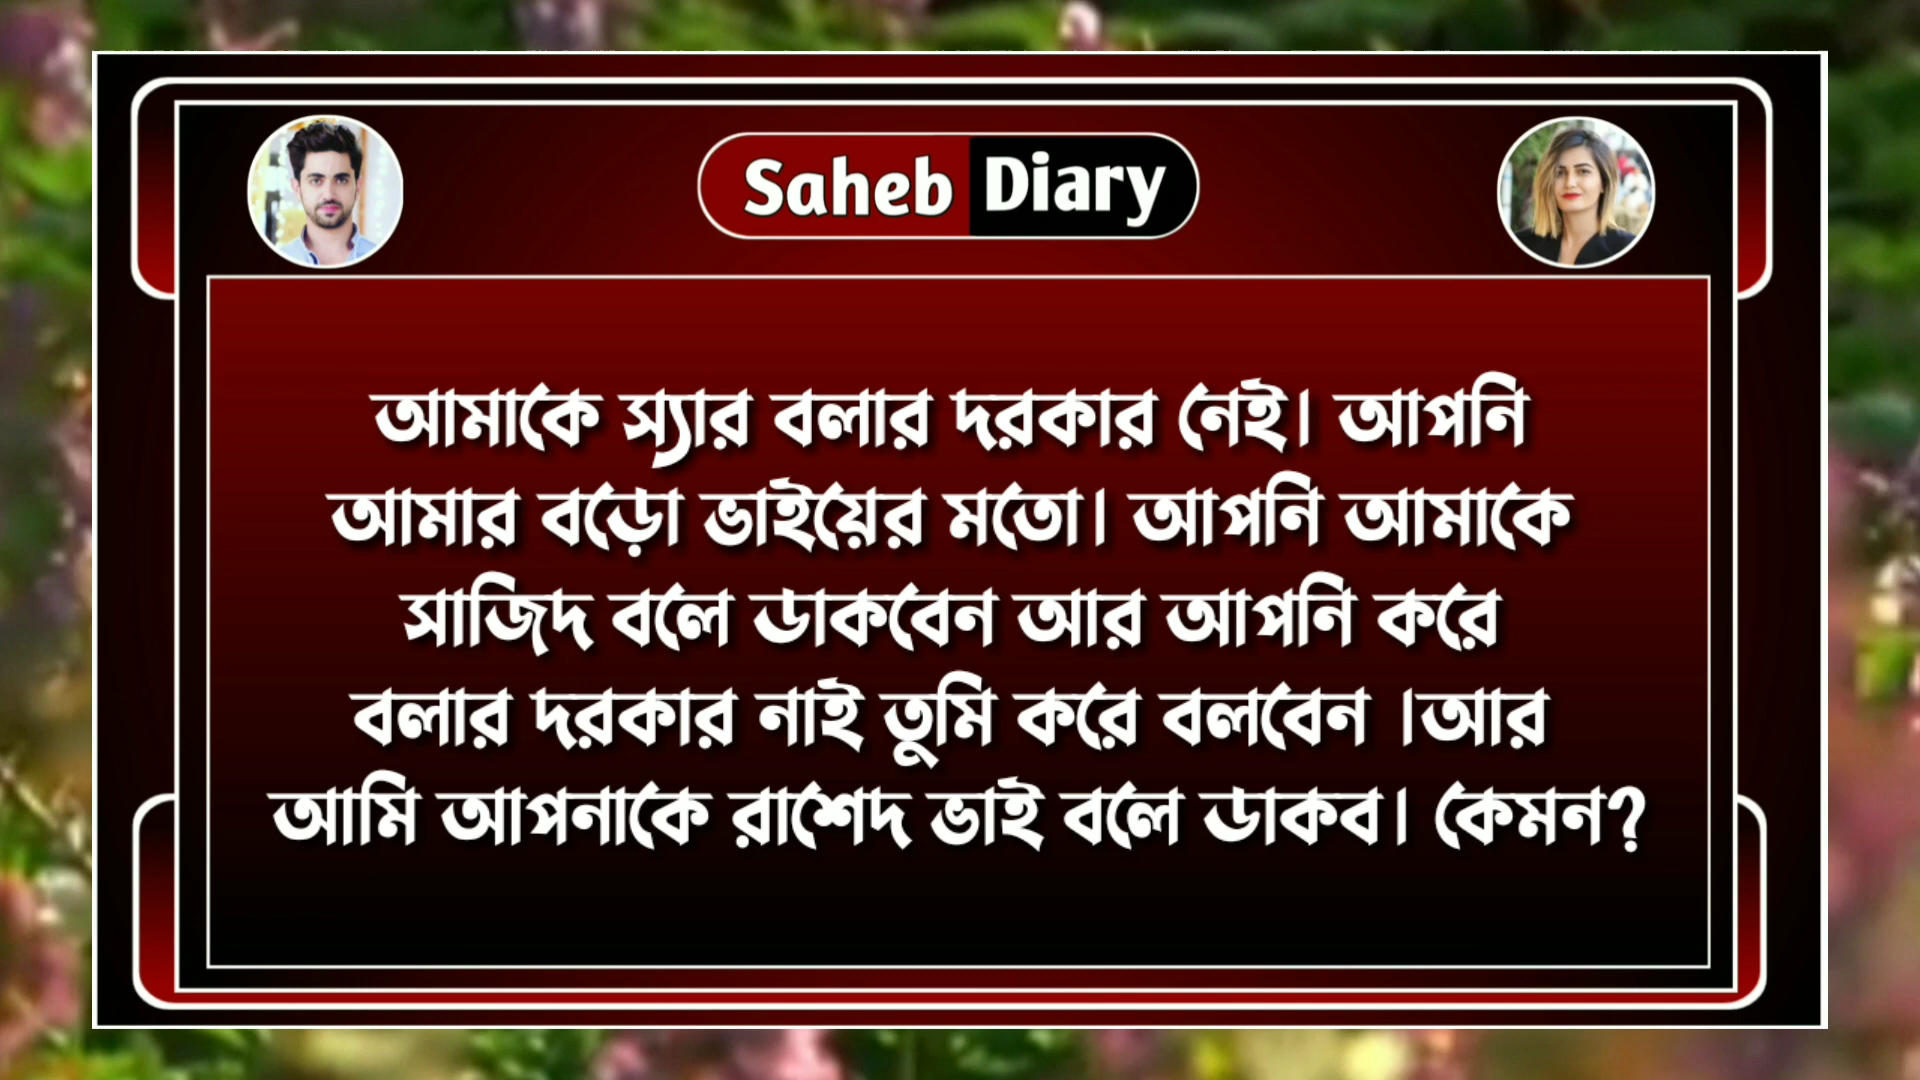 Saheb Diary
আমাকে স্যার বলার দরকার নেই। আপনি
আমার বড়ো ভাইয়ের মতো। আপনি আমাকে
সাজিদ বলে ডাকবেন আর আপনি করে
বলার দরকার নাই তুমি করে বলবেন ।আর
আমি আপনাকে রাশেদ ভাই বলে ডাকব। কেমন?